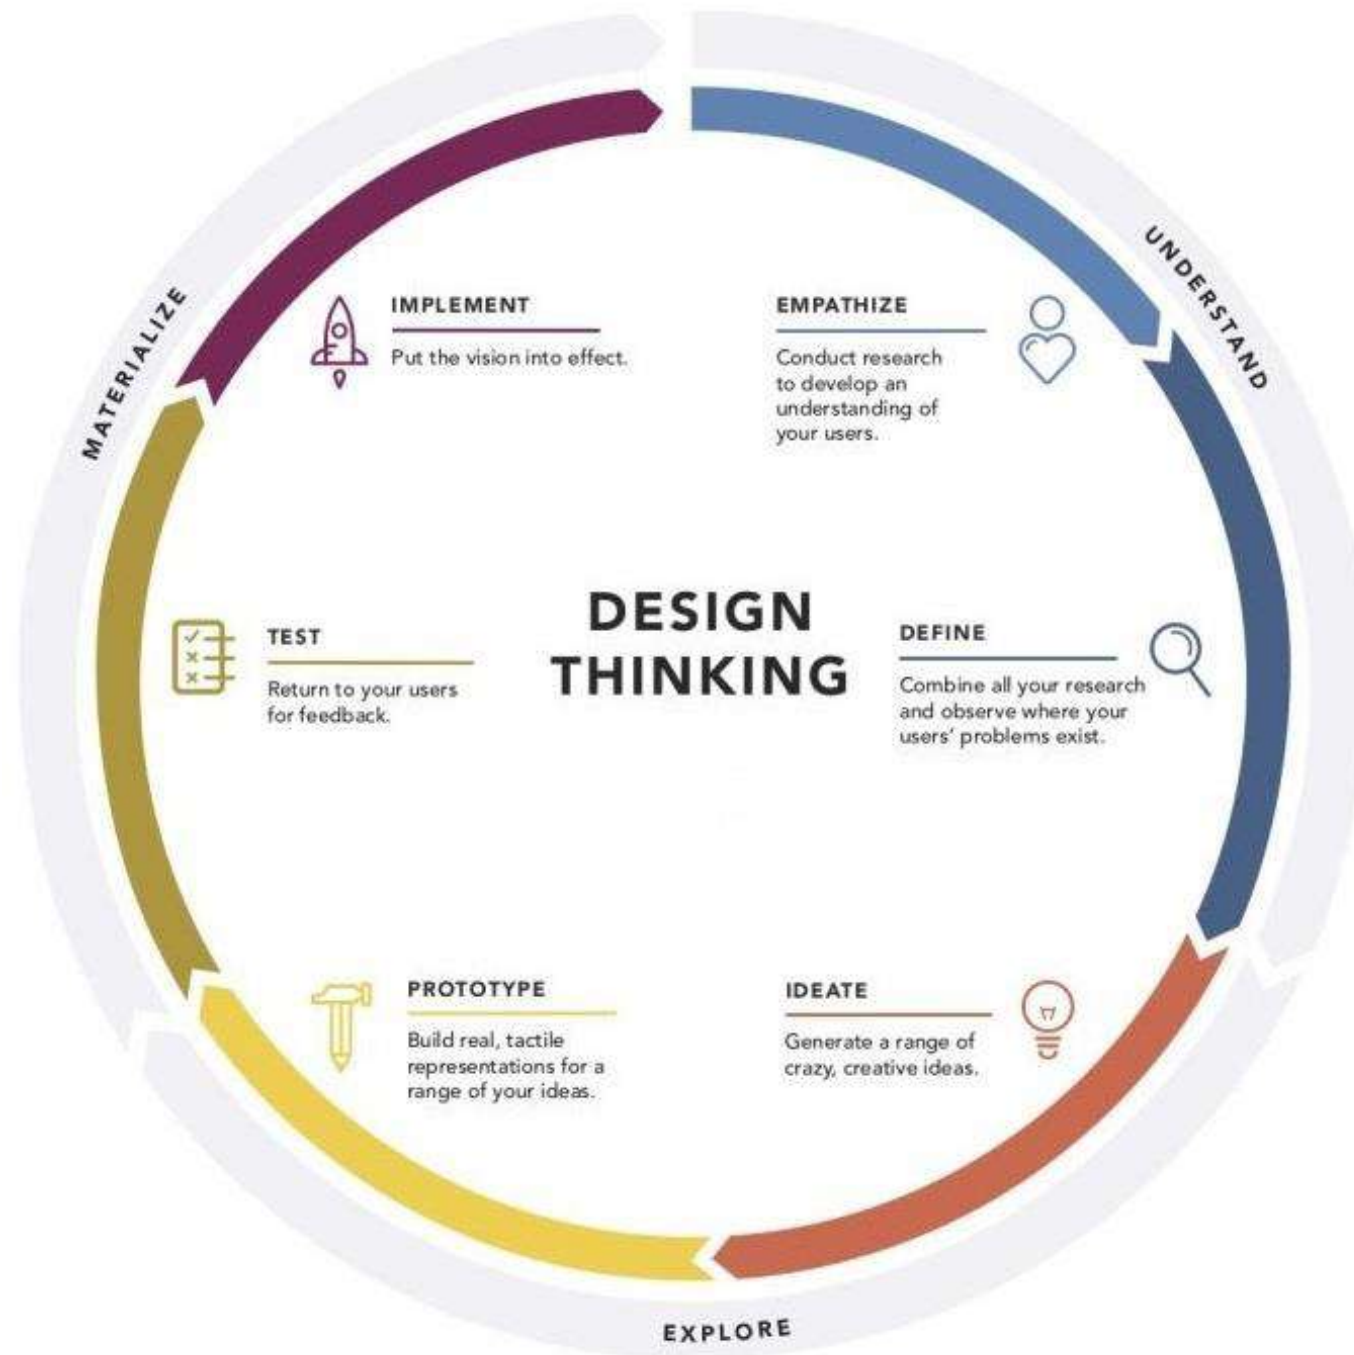 UNDERSTAND
EMPATHIZE
Conduct research
to develop an
understanding of
your users.
DEFINE
Combine all your research
and observe where your
users' problems exist.
EXPLORE
IDEATE
Generate a range of
crazy, creative ideas.
PROTOTYPE
Build real, tactile
representations for a
range of your ideas.
MATERIALIZE
TEST
Return to your users
for feedback.
IMPLEMENT
Put the vision into effect.
DESIGN
THINKING